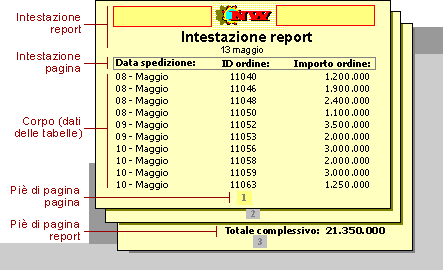 Intestazione report
NW
Intestazione report
13 maggio
Intestazione pagina
Data spedizione: ID ordine: Importo ordine:
08 - Maggio 11040 1.200.000
08 - Maggio 11046 1.900.000
08 - Maggio 11048 2.400.000
08 - Maggio 11050 1.100.000
Corpo (dati delle tabelle)
09 - Maggio 11052 3.500.000
09 - Maggio 11053 2.000.000
10 - Maggio 11056 3.000.000
10 - Maggio 11058 2.000.000
10 - Maggio 11059 3.000.000
10 - Maggio 11063 1.250.000
Piè di pagina pagina
1
2
Piè di pagina report
Totale complessivo: 21.350.000
3